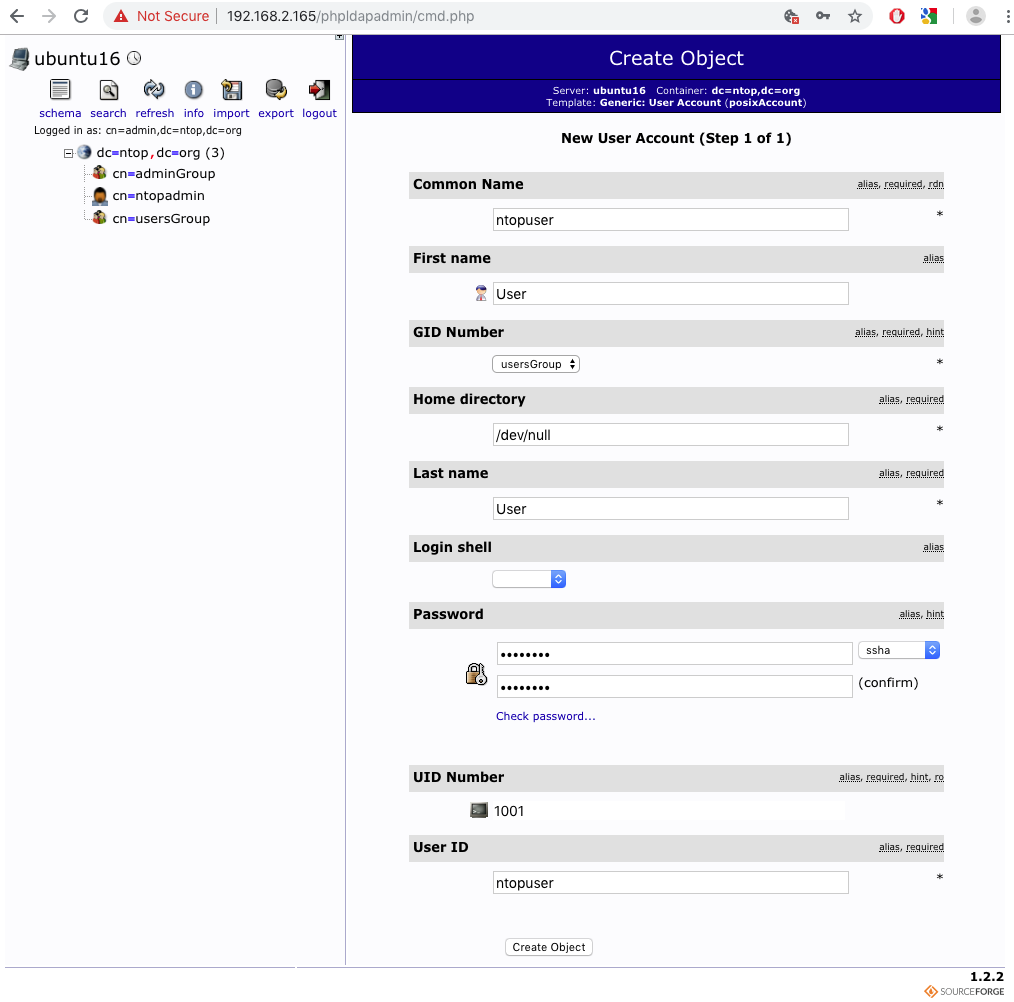 Not Secure | 192.168.2.165/phpldapadmin/cmd.php
ubuntu16
schema search refresh info import export logout
Logged in as: cn=admin,dc=ntop,dc=org
dc=ntop,dc=org (3)
cn=adminGroup
cn=ntopadmin
cn=usersGroup
Create Object
Server: ubuntu16 Container: dc=ntop,dc=org
Template: Generic: User Account (posixAccount)
New User Account (Step 1 of 1)
Common Name alias, required, rdn
ntopuser *
First name alias
User
GID Number alias, required, hint
usersGroup *
Home directory alias, required
/dev/null *
Last name alias, required
User *
Login shell alias
Password alias, hint
•••••••• ssha
•••••••• (confirm)
Check password...
UID Number alias, required, hint, ro
1001
User ID alias, required
ntopuser *
Create Object
1.2.2
SOURCEFORGE